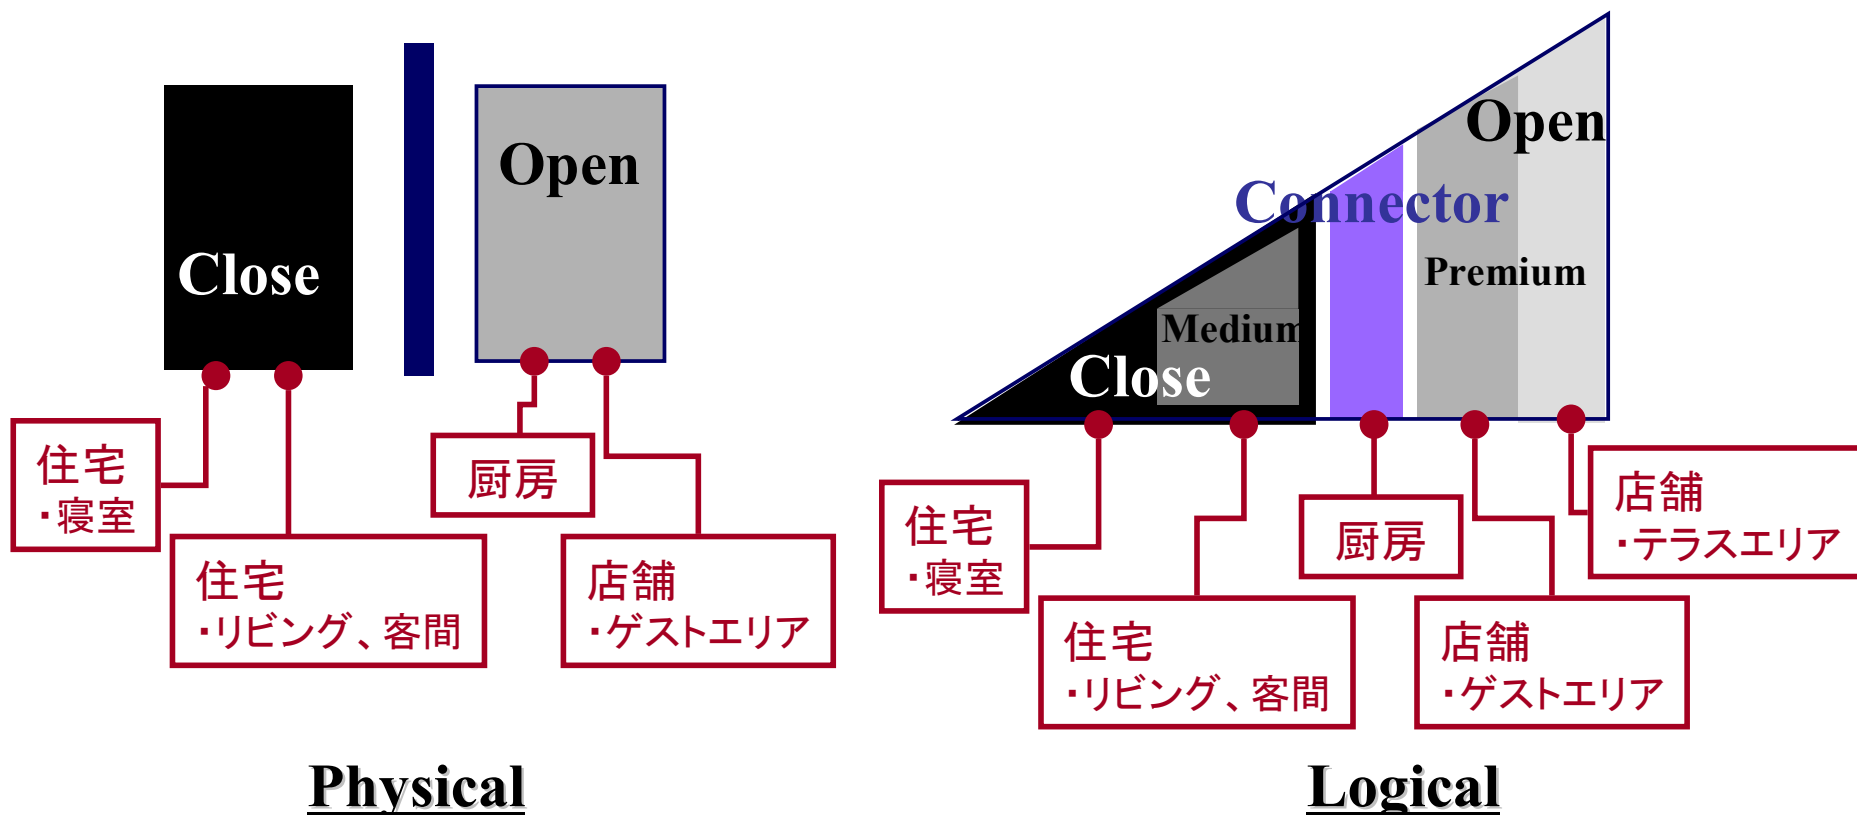 Close
Open
住宅
・寝室
住宅
・リビング、客間
厨房
店舗
・ゲストエリア
Physical
Open
Connector
Premium
Medium
Close
住宅
・寝室
住宅
・リビング、客間
厨房
店舗
・ゲストエリア
店舗
・テラスエリア
Logical